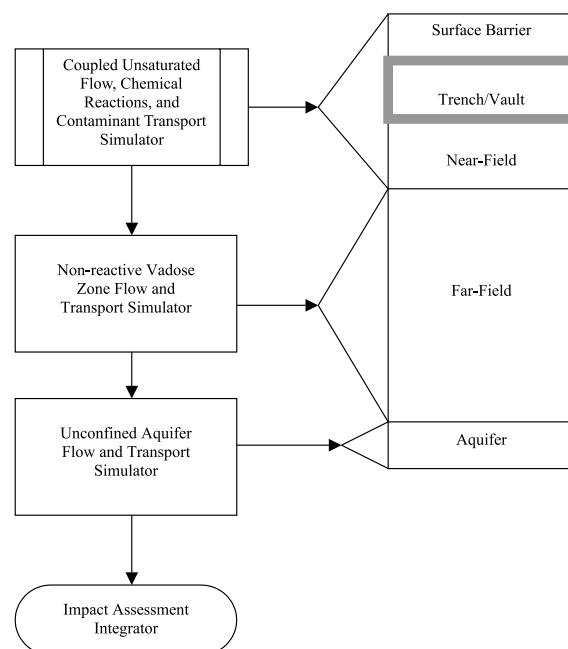 Coupled Unsaturated
Flow, Chemical
Reactions, and
Contaminant Transport
Simulator
Surface Barrier
Trench/Vault
Near-Field
Non-reactive Vadose
Zone Flow and
Transport Simulator
Far-Field
Unconfined Aquifer
Flow and Transport
Simulator
Aquifer
Impact Assessment
Integrator